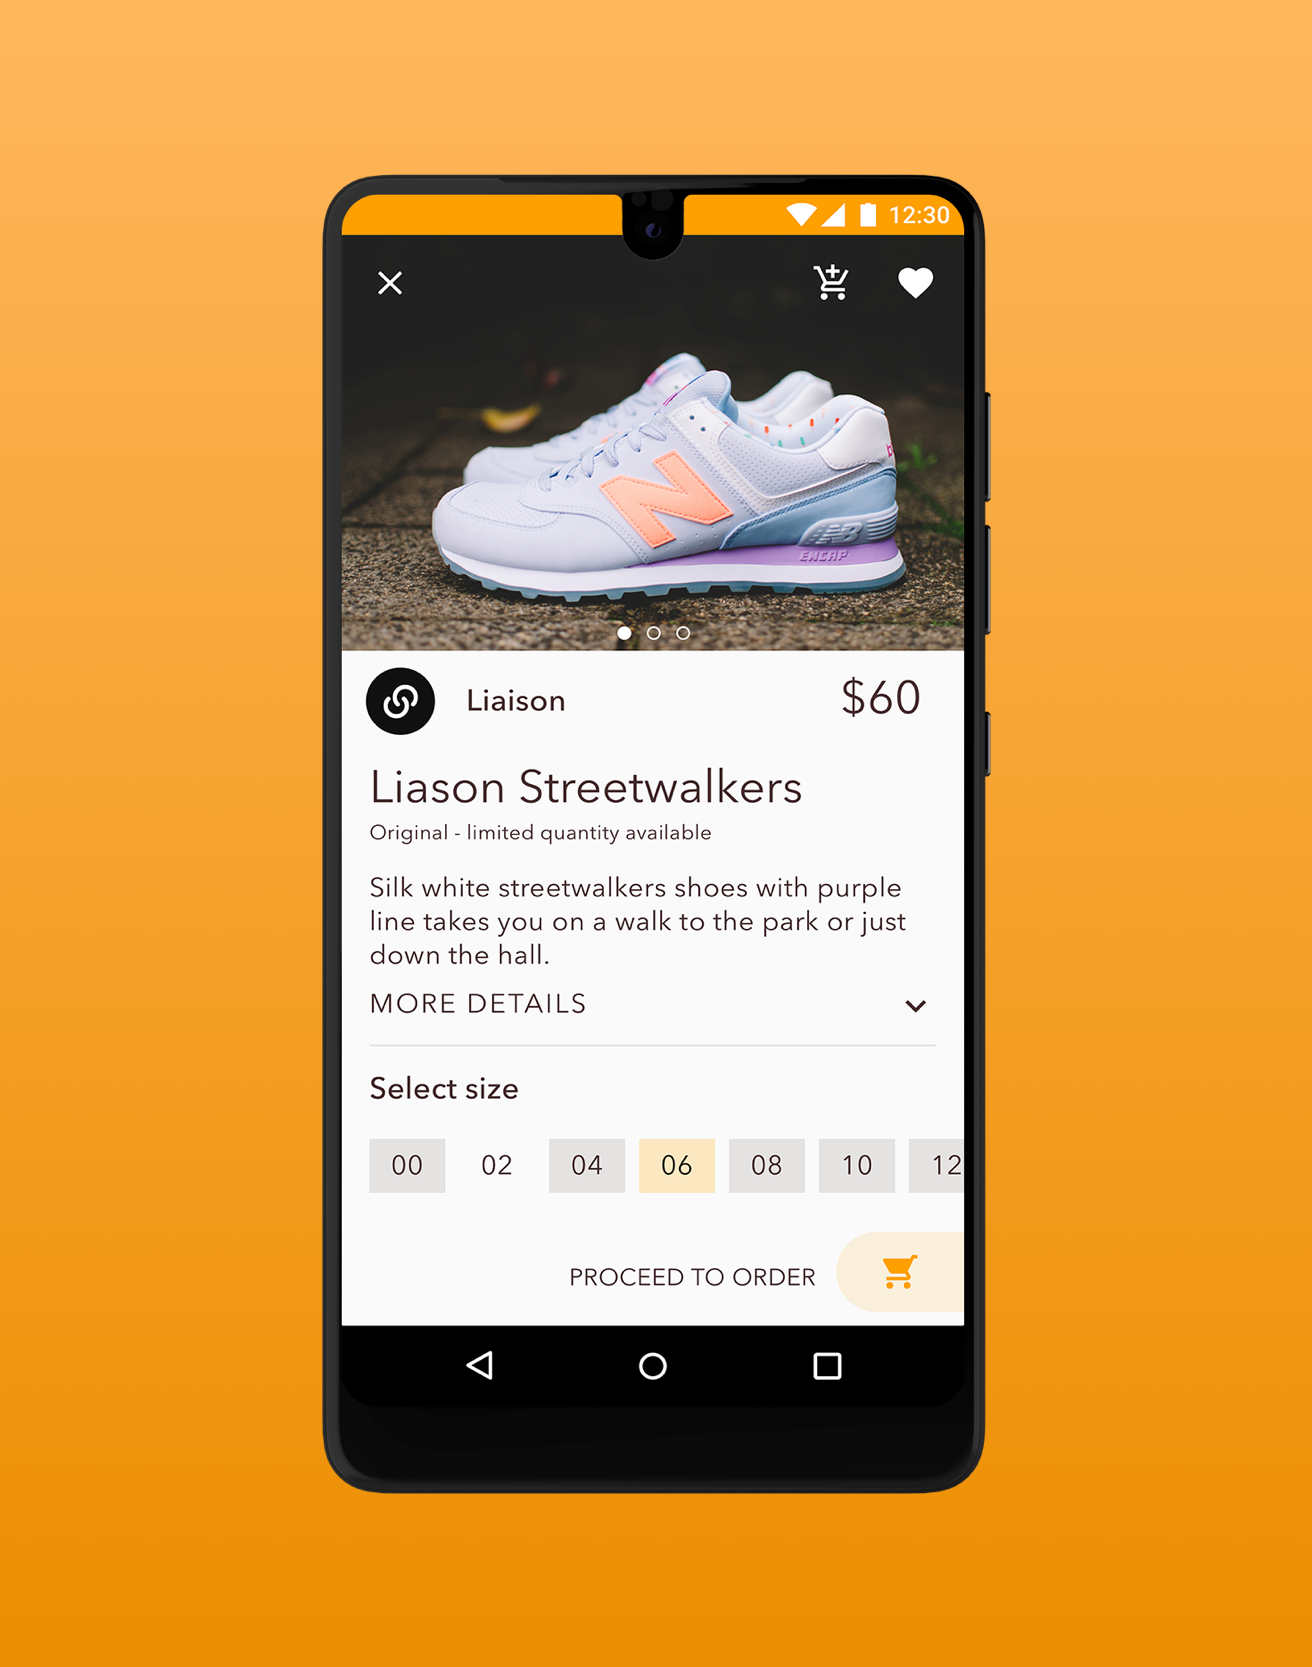 12:30
N
NB
ENCAP
Liaison
$60
Liason Streetwalkers
Original - limited quantity available
Silk white streetwalkers shoes with purple
line takes you on a walk to the park or just
down the hall.
MORE DETAILS
Select size
00 02 04 06 08 10 12
PROCEED TO ORDER